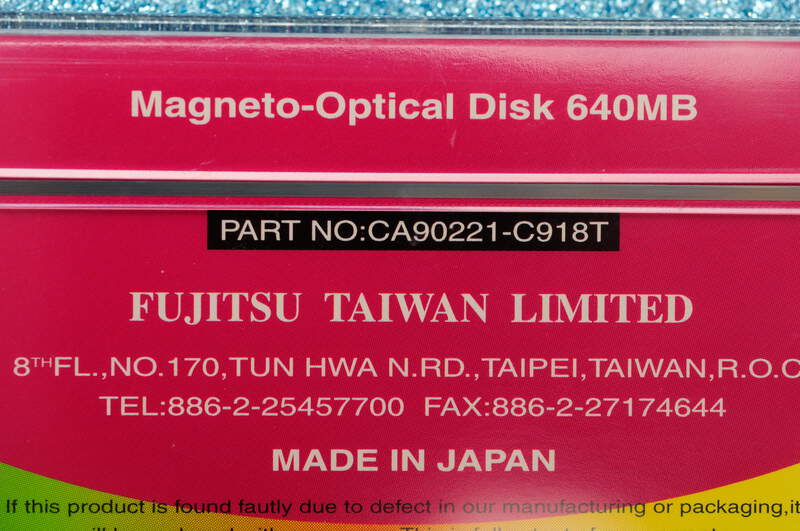 Magneto-Optical Disk 640MB
PART NO:CA90221-C918T
FUJITSU TAIWAN LIMITED
8THFL.,NO.170,TUN HWA N.RD.,TAIPEI,TAIWAN,R.O.C
TEL:886-2-25457700 FAX:886-2-27174644
MADE IN JAPAN
If this product is found fautly due to defect in our manufacturing or packaging,it